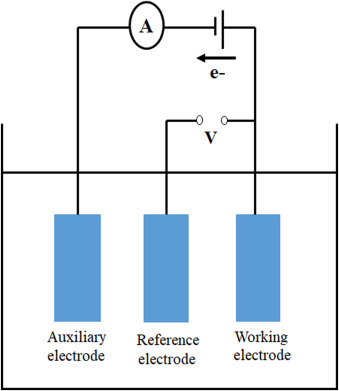 A
e-
V
Auxiliary
electrode
Reference
electrode
Working
electrode